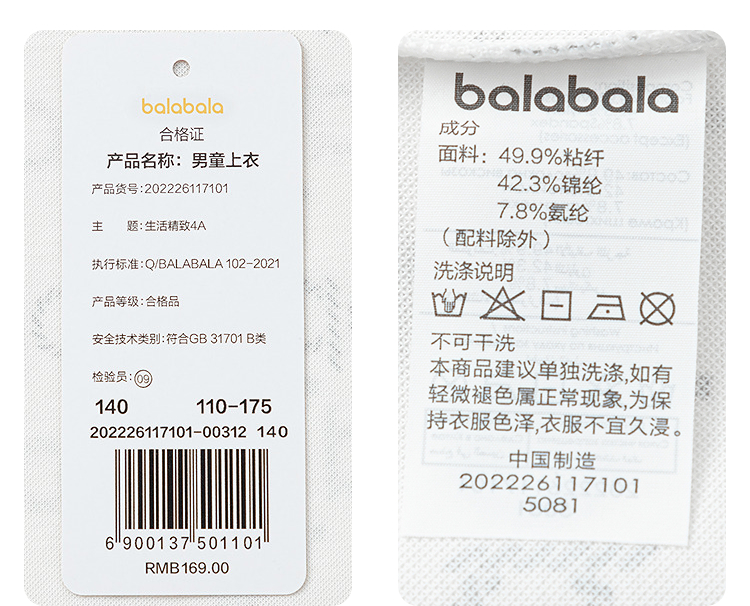 balabala
合格证
产品名称：男童上衣
产品货号:202226117101
主　　题:生活精致4A
执行标准:Q/BALABALA 102-2021
产品等级:合格品
安全技术类别:符合GB 31701 B类
检验员:09
140 110-175
202226117101-00312 140
6 900137 501101
RMB169.00
balabala
成分
面料：49.9%粘纤
42.3%锦纶
7.8%氨纶
（配料除外）
洗涤说明
不可干洗
本商品建议单独洗涤,如有
轻微褪色属正常现象,为保
持衣服色泽,衣服不宜久浸。
中国制造
202226117101
5081